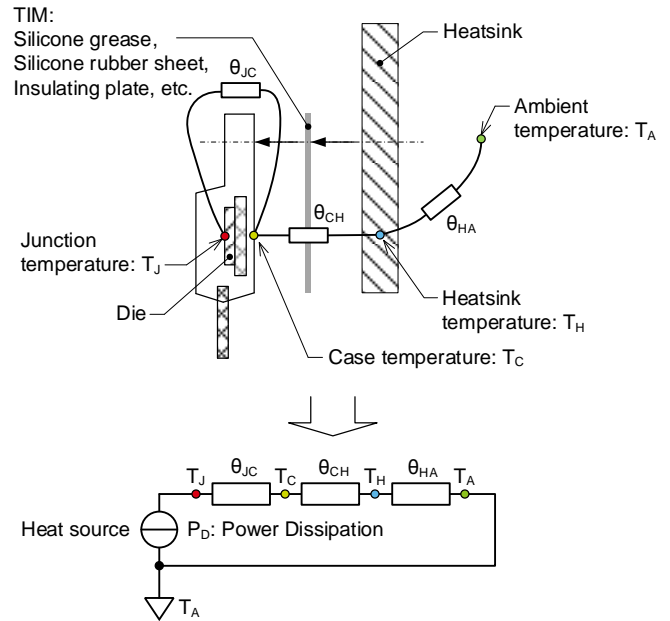 TIM:
Silicone grease,
Silicone rubber sheet,
Insulating plate, etc.
θJC
Heatsink
Ambient
temperature: TA
θCH
θHA
Junction
temperature: TJ
Die
Heatsink
temperature: TH
Case temperature: TC
TJ θJC TC θCH TH θHA TA
Heat source PD: Power Dissipation
TA